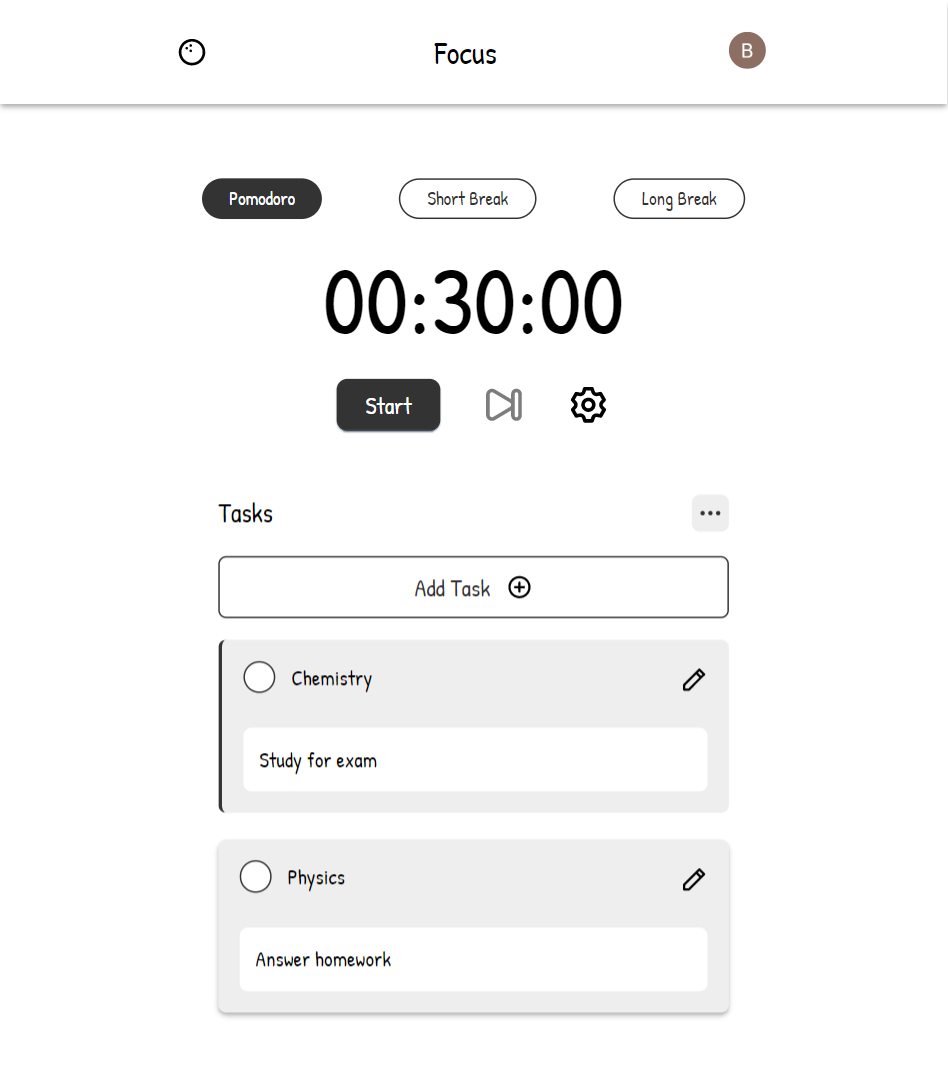 Focus
B
Pomodoro
Short Break
Long Break
00:30:00
Start
Tasks
Add Task
Chemistry
Study for exam
Physics
Answer homework